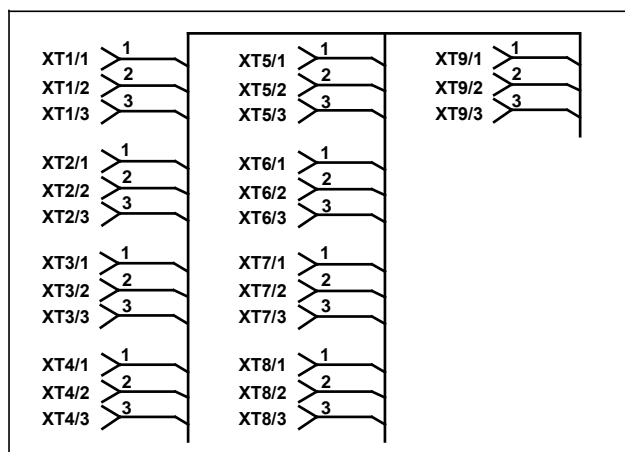 XT1/1 1
XT1/2 2
XT1/3 3
XT2/1 1
XT2/2 2
XT2/3 3
XT3/1 1
XT3/2 2
XT3/3 3
XT4/1 1
XT4/2 2
XT4/3 3
XT5/1 1
XT5/2 2
XT5/3 3
XT6/1 1
XT6/2 2
XT6/3 3
XT7/1 1
XT7/2 2
XT7/3 3
XT8/1 1
XT8/2 2
XT8/3 3
XT9/1 1
XT9/2 2
XT9/3 3